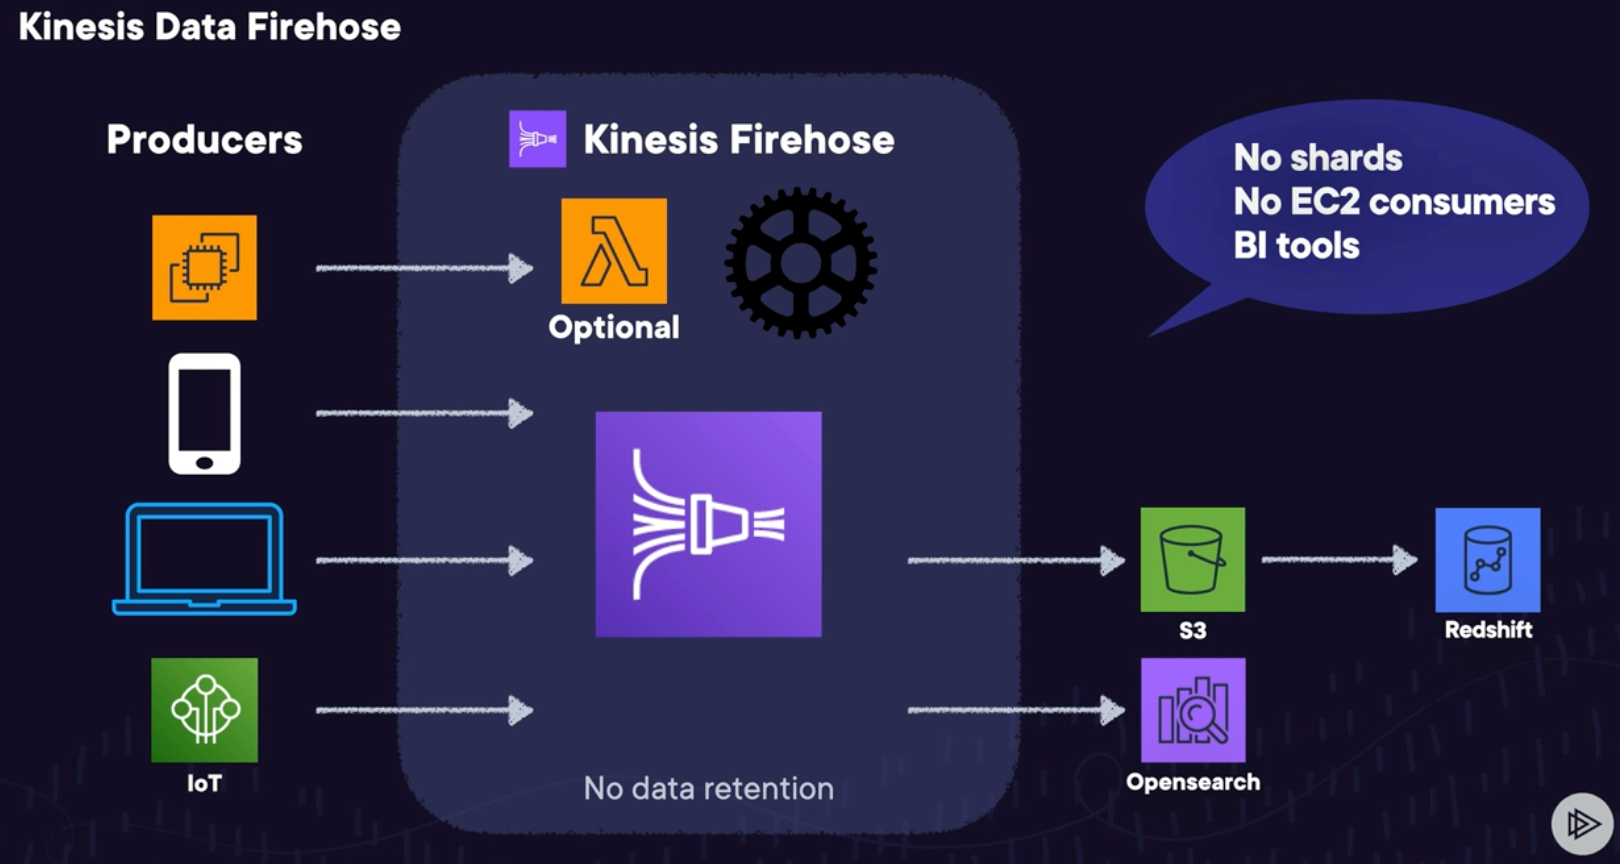 Kinesis Data Firehose
Producers
Kinesis Firehose
No shards
No EC2 consumers
BI tools
Optional
S3
Redshift
IoT
Opensearch
No data retention